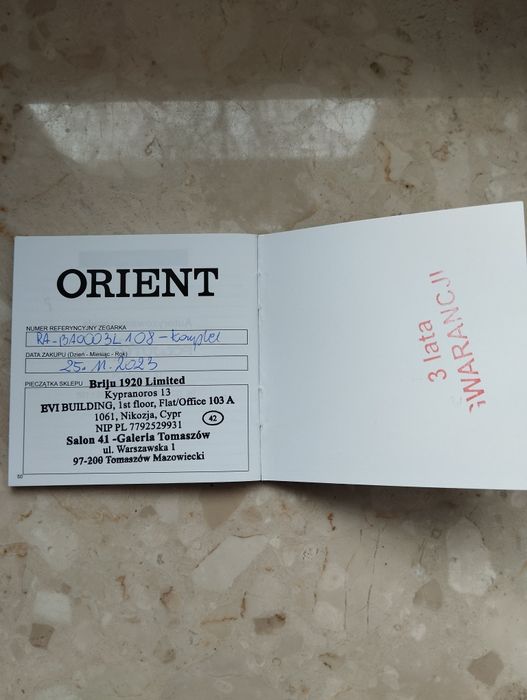 ORIENT
NUMER REFERYNCYJNY ZEGARKA
RA-BA0003L108 - komplet
DATA ZAKUPU (Dzień - Miesiąc - Rok)
25. 11. 2023
PIECZĄTKA SKLEPU
Briju 1920 Limited
Kypranoros 13
EVI BUILDING, 1st floor, Flat/Office 103 A
1061, Nikozja, Cypr
NIP PL 7792529931
42
Salon 41 -Galeria Tomaszów
ul. Warszawska 1
97-200 Tomaszów Mazowiecki
60
3 lata
GWARANCJI